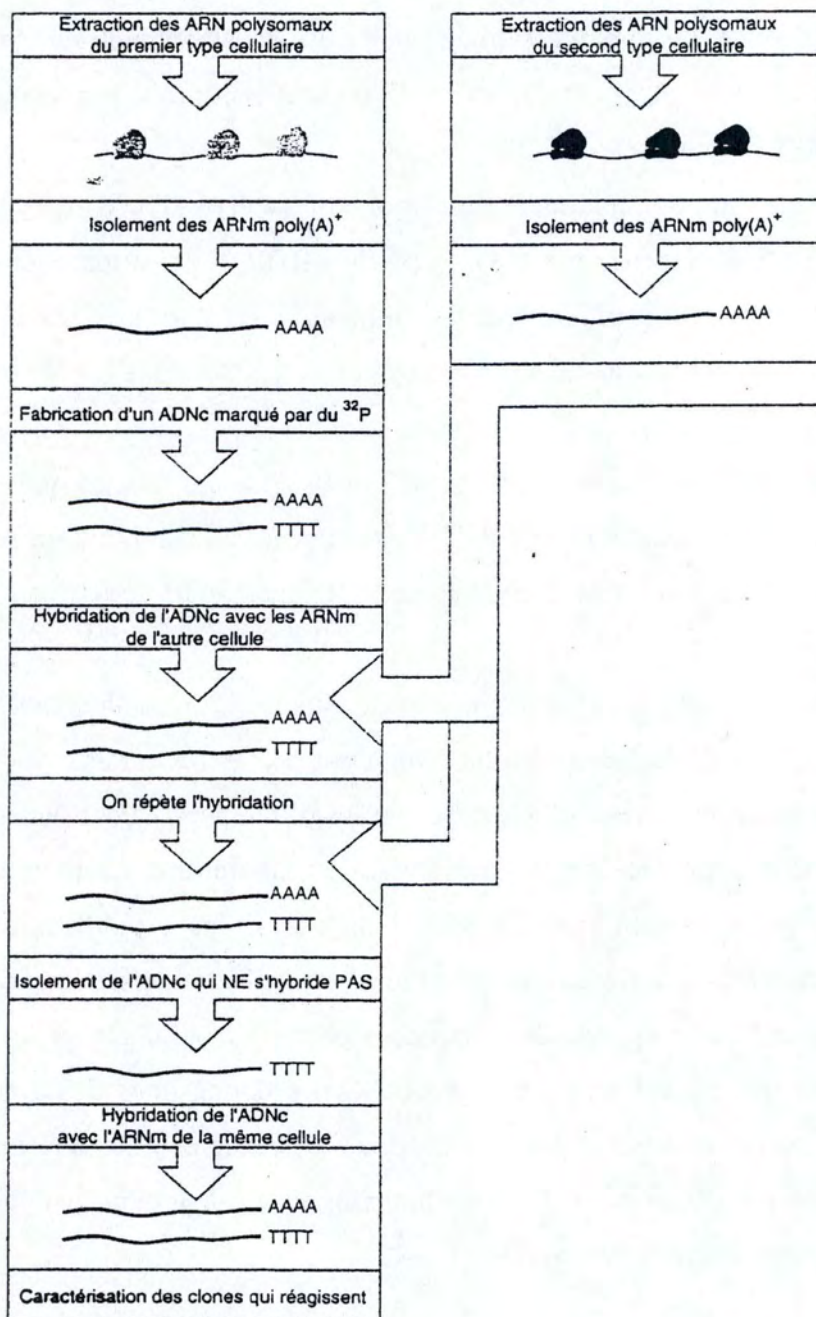 Extraction des ARN polysomaux
du premier type cellulaire
Extraction des ARN polysomaux
du second type cellulaire
Isolement des ARNm poly(A)+
Isolement des ARNm poly(A)+
AAAA
AAAA
Fabrication d'un ADNc marqué par du 32P
AAAA
TTTT
Hybridation de l'ADNc avec les ARNm
de l'autre cellule
AAAA
TTTT
On répète l'hybridation
AAAA
TTTT
Isolement de l'ADNc qui NE s'hybride PAS
TTTT
Hybridation de l'ADNc
avec l'ARNm de la même cellule
AAAA
TTTT
Caractérisation des clones qui réagissent